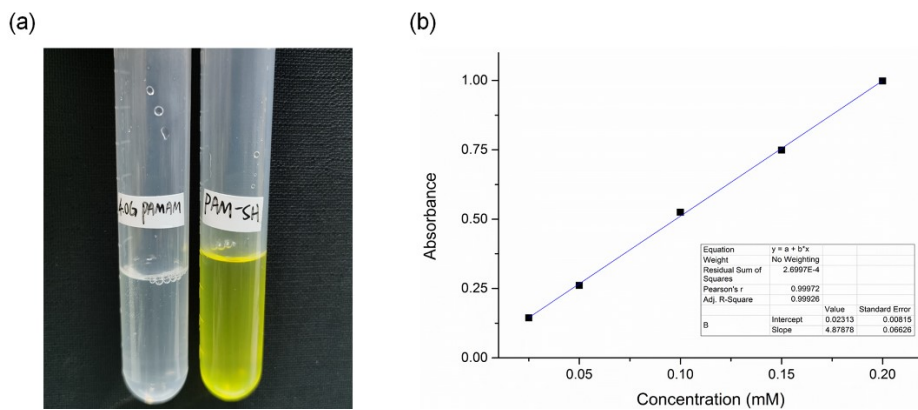 (a)
(b)
4.0G PAMAM
PAM-SH
Absorbance
1.00
0.75
0.50
0.25
0.00
Equation y = a + b*x
Weight No Weighting
Residual Sum of Squares 2.6997E-4
Pearson's r 0.99972
Adj. R-Square 0.99926
Value Standard Error
B Intercept 0.02313 0.00815
Slope 4.87878 0.06626
0.05 0.10 0.15 0.20
Concentration (mM)